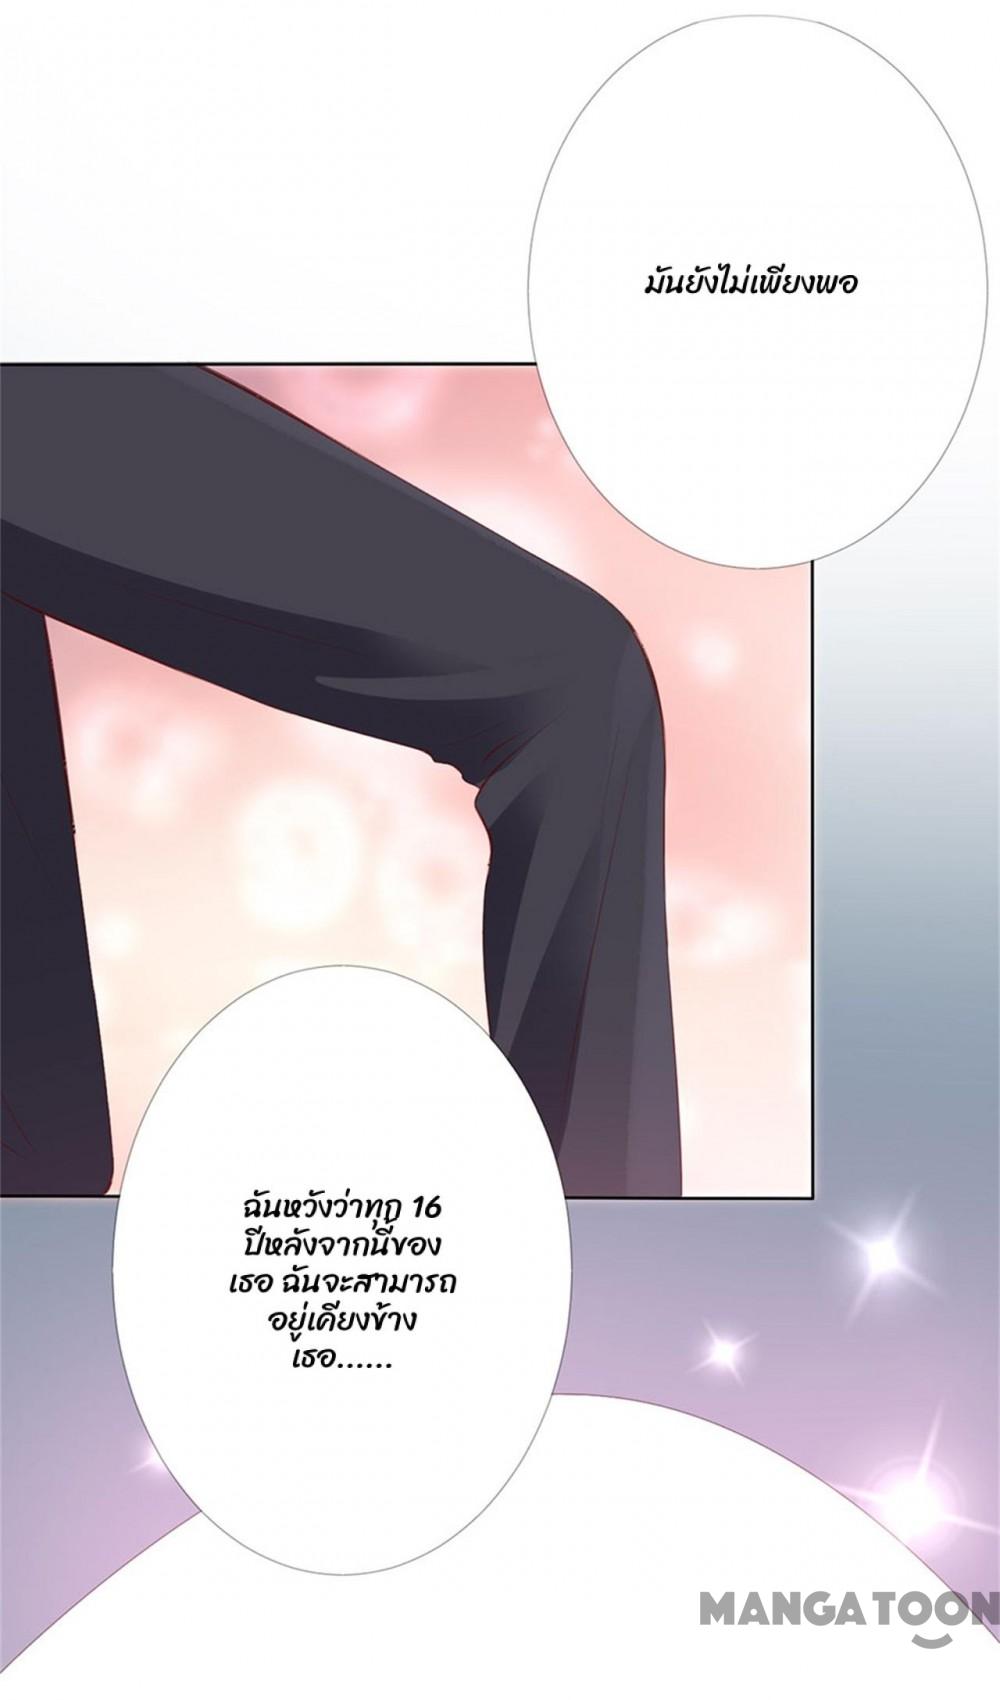 มันยังไม่เพียงพอ
ฉันหวังว่าทุก 16
ปีหลังจากนี้ของ
เธอ ฉันจะสามารถ
อยู่เคียงข้าง
เธอ......
MANGATOON